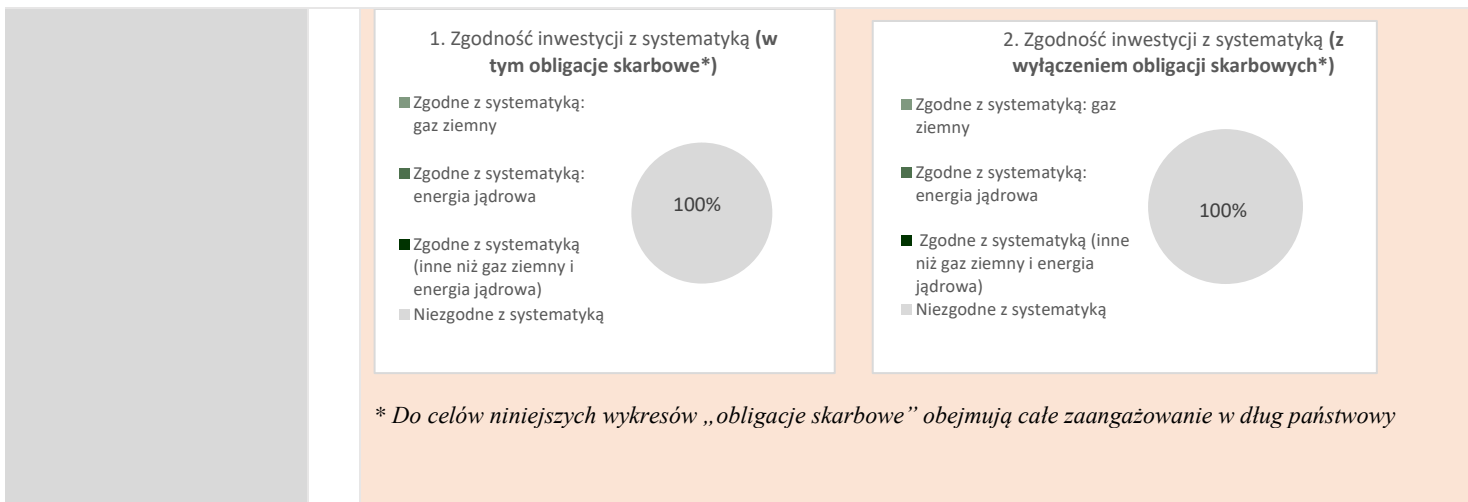 1. Zgodność inwestycji z systematyką (w
tym obligacje skarbowe*)
Zgodne z systematyką:
gaz ziemny
Zgodne z systematyką:
energia jądrowa
Zgodne z systematyką
(inne niż gaz ziemny i
energia jądrowa)
Niezgodne z systematyką
100%
2. Zgodność inwestycji z systematyką (z
wyłączeniem obligacji skarbowych*)
Zgodne z systematyką: gaz
ziemny
Zgodne z systematyką:
energia jądrowa
Zgodne z systematyką (inne
niż gaz ziemny i energia
jądrowa)
Niezgodne z systematyką
100%
* Do celów niniejszych wykresów „obligacje skarbowe” obejmują całe zaangażowanie w dług państwowy